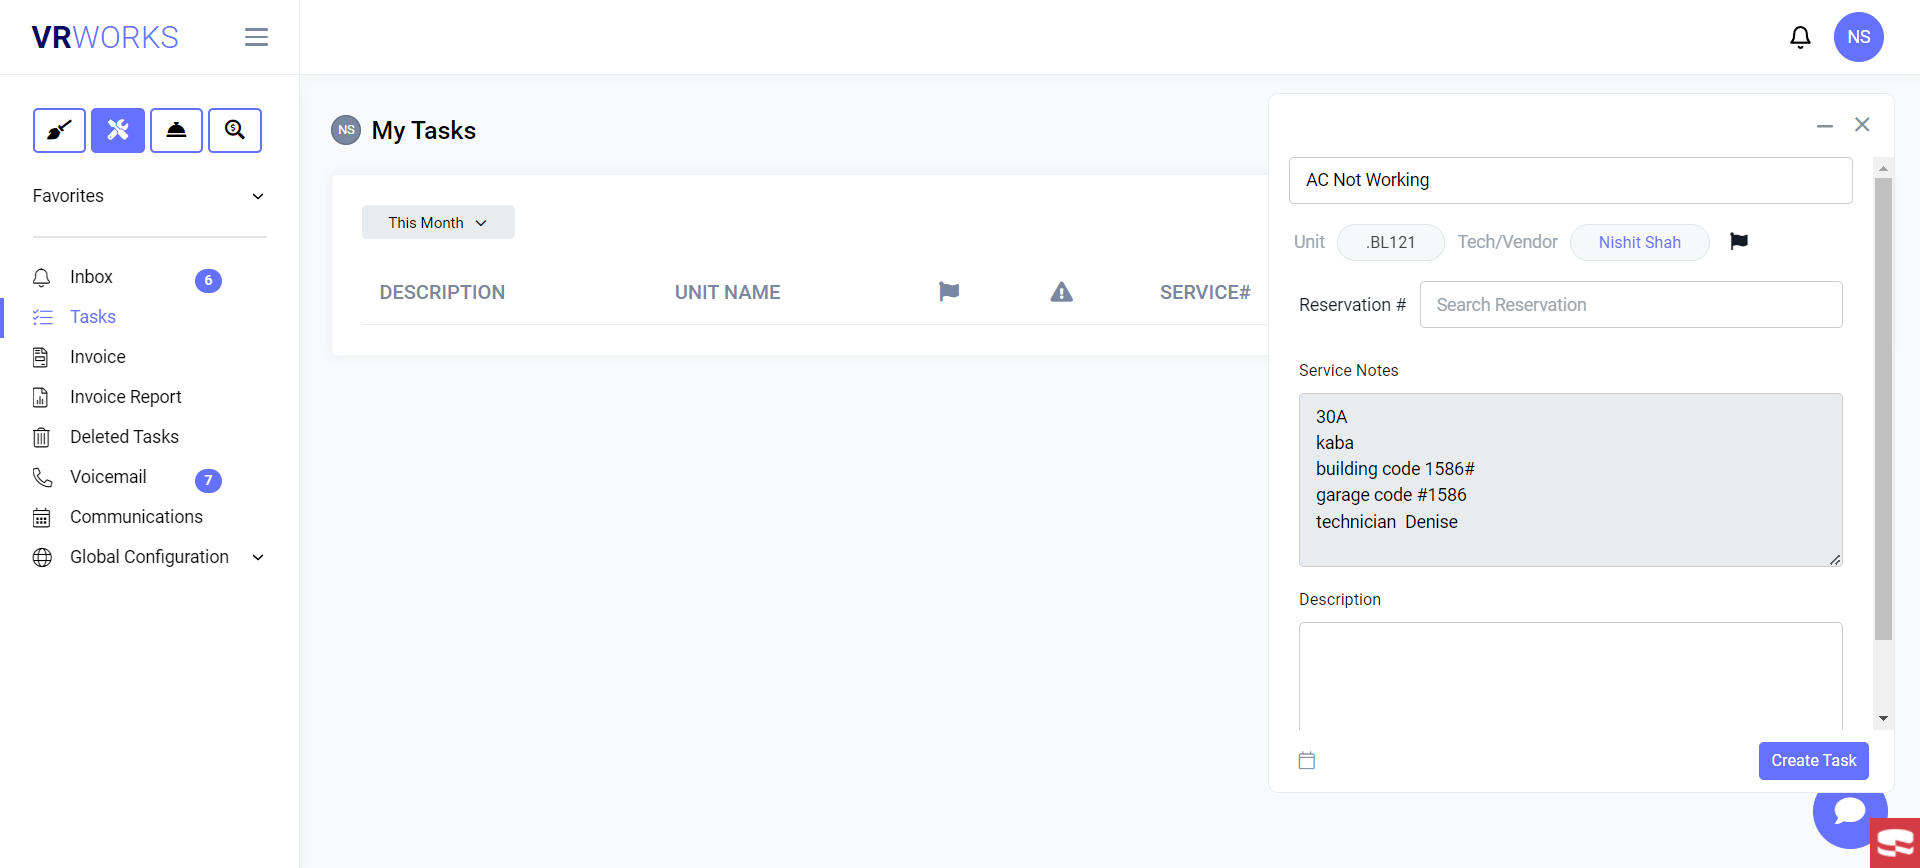 VRWORKS
NS
Favorites
Inbox 6
Tasks
Invoice
Invoice Report
Deleted Tasks
Voicemail 7
Communications
Global Configuration
NS My Tasks
This Month
DESCRIPTION UNIT NAME SERVICE#
AC Not Working
Unit .BL121 Tech/Vendor Nishit Shah
Reservation # Search Reservation
Service Notes
30A
kaba
building code 1586#
garage code #1586
technician  Denise
Description
Create Task